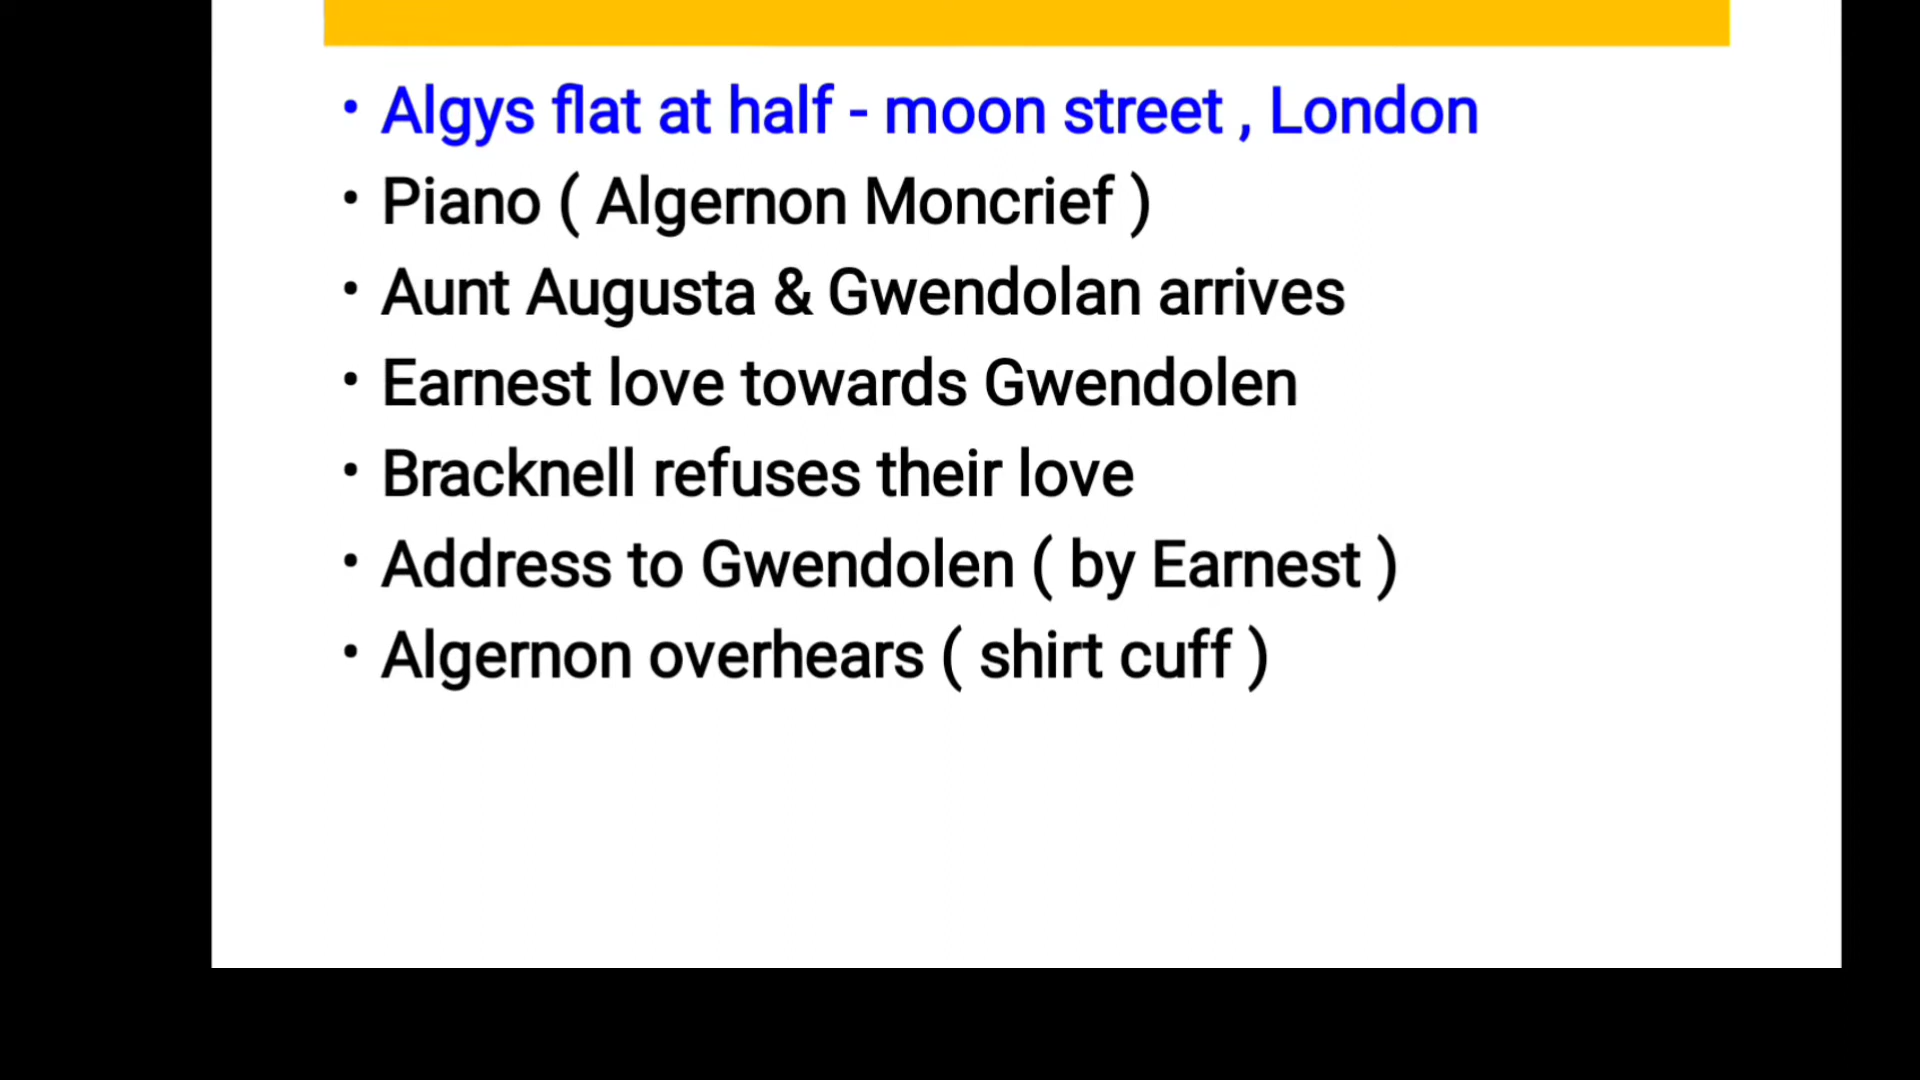 • Algys flat at half - moon street , London
• Piano ( Algernon Moncrief )
• Aunt Augusta & Gwendolan arrives
• Earnest love towards Gwendolen
• Bracknell refuses their love
• Address to Gwendolen ( by Earnest )
• Algernon overhears ( shirt cuff )